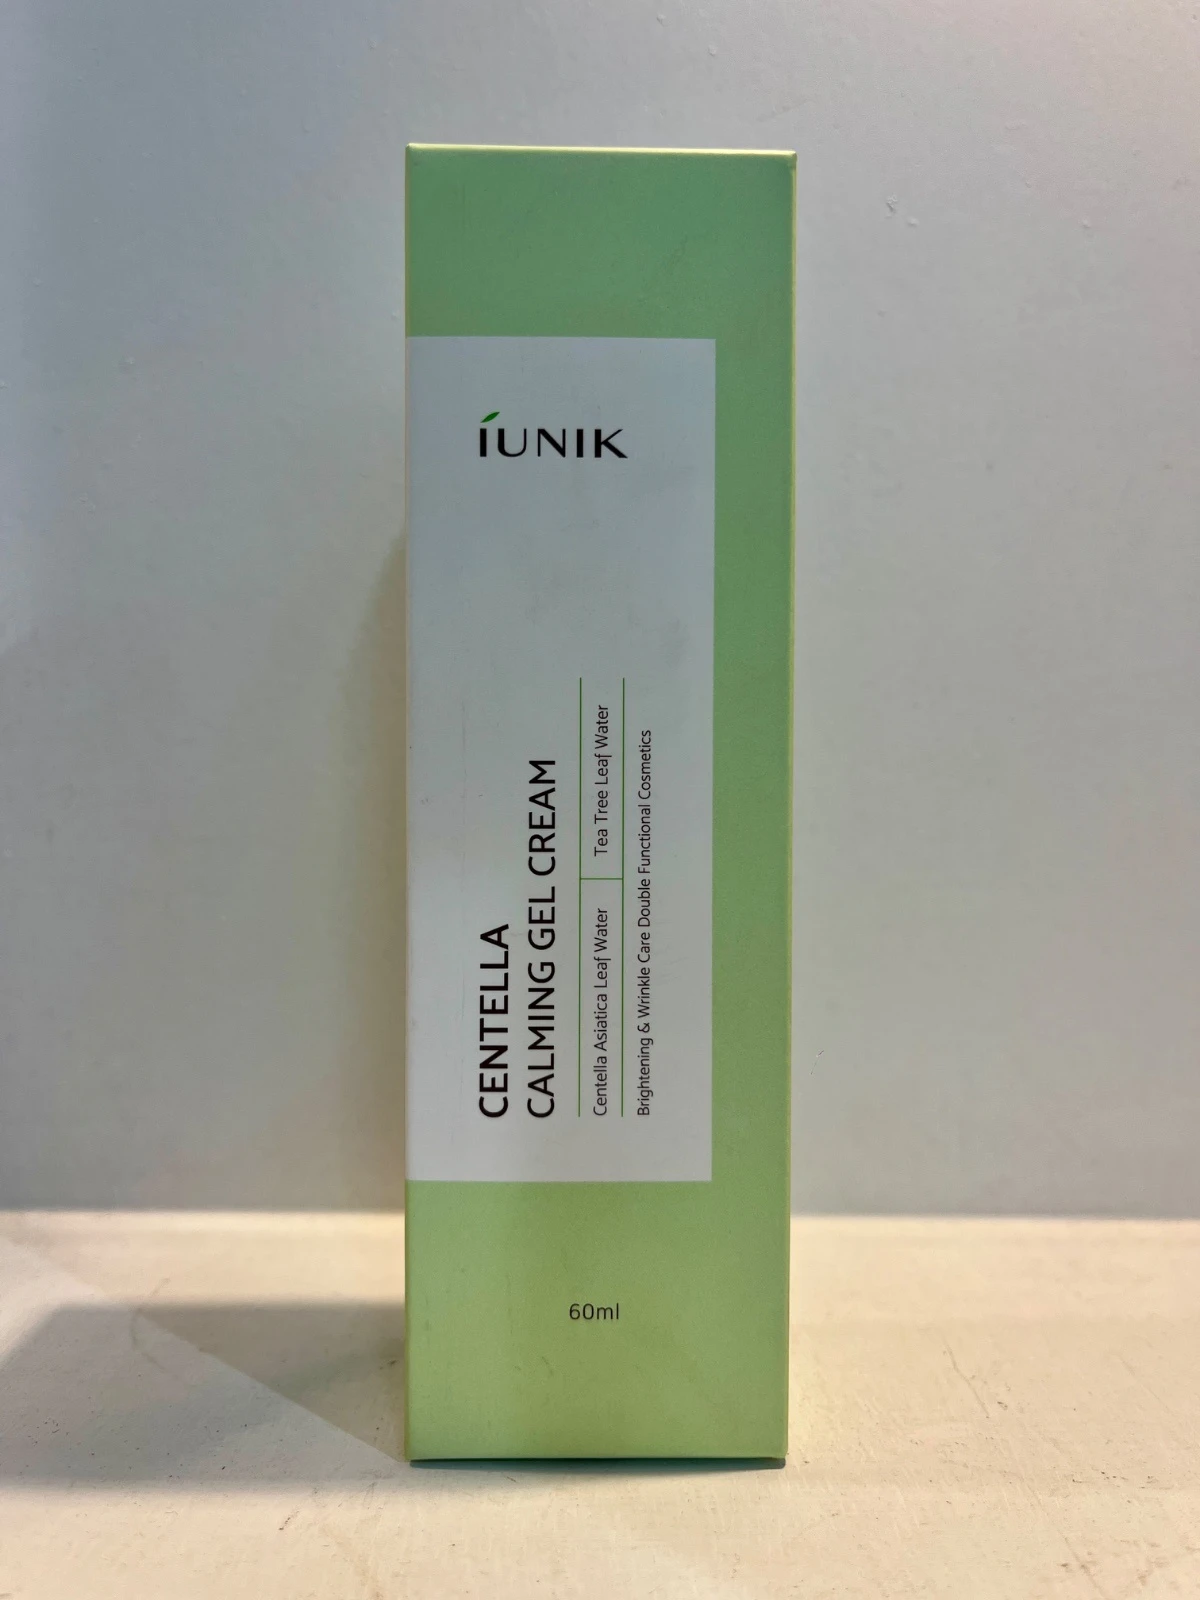 iUNIK
CENTELLA
CALMING GEL CREAM
Centella Asiatica Leaf Water
Tea Tree Leaf Water
Brightening & Wrinkle Care Double Functional Cosmetics
60ml